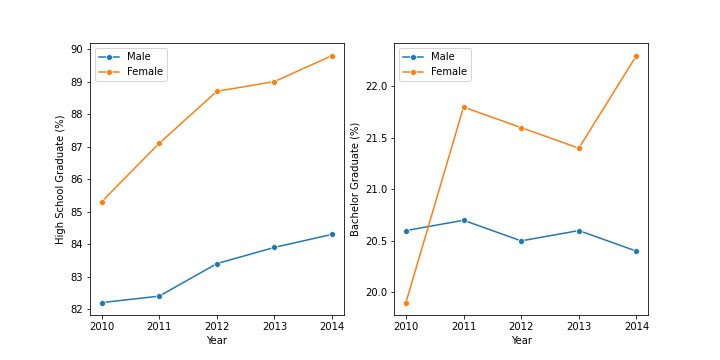 Male
Female
High School Graduate (%)
90
89
88
87
86
85
84
83
82
2010 2011 2012 2013 2014
Year
Male
Female
Bachelor Graduate (%)
22.0
21.5
21.0
20.5
20.0
2010 2011 2012 2013 2014
Year